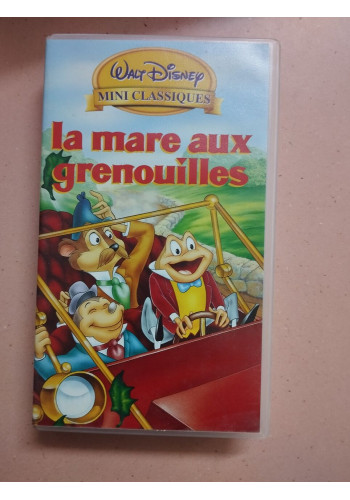 Walt Disney
MINI CLASSIQUES
la mare aux
grenouilles